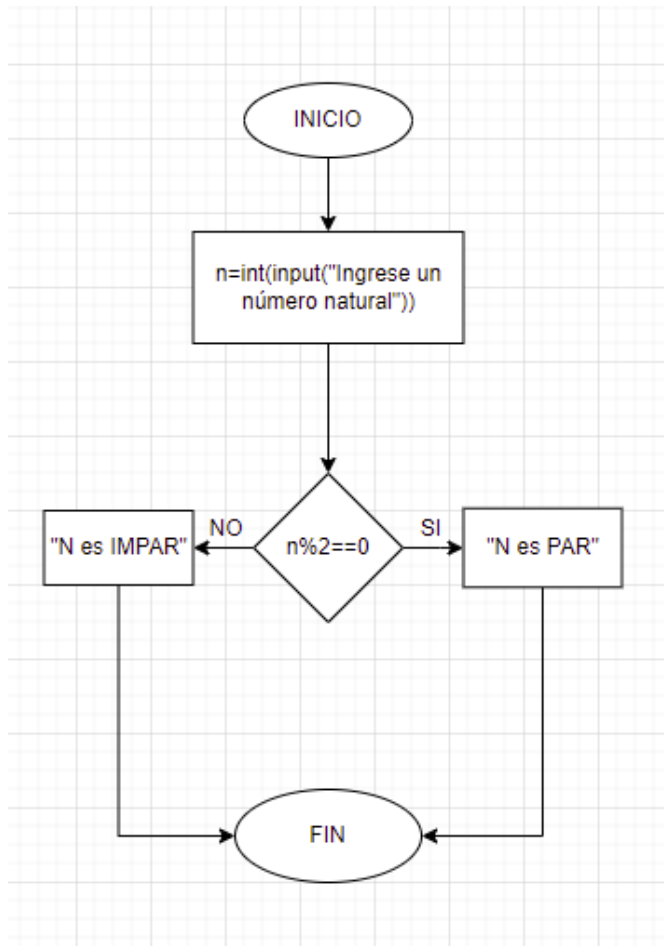 INICIO
n=int(input("Ingrese un
número natural"))
"N es IMPAR"
NO
n%2==0
SI
"N es PAR"
FIN